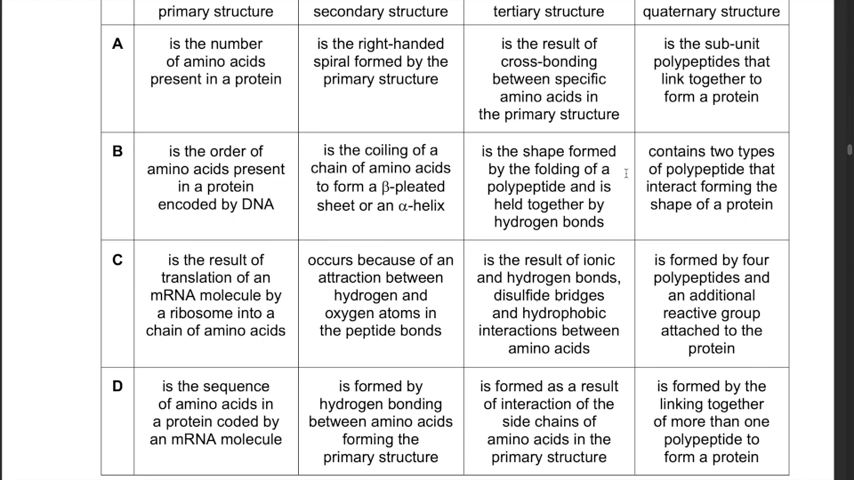 primary structure secondary structure tertiary structure quaternary structure
A
is the number
of amino acids
present in a protein
is the right-handed
spiral formed by the
primary structure
is the result of
cross-bonding
between specific
amino acids in
the primary structure
is the sub-unit
polypeptides that
link together to
form a protein
B
is the order of
amino acids present
in a protein
encoded by DNA
is the coiling of a
chain of amino acids
to form a β-pleated
sheet or an α-helix
is the shape formed
by the folding of a
polypeptide and is
held together by
hydrogen bonds
contains two types
of polypeptide that
interact forming the
shape of a protein
C
is the result of
translation of an
mRNA molecule by
a ribosome into a
chain of amino acids
occurs because of an
attraction between
hydrogen and
oxygen atoms in
the peptide bonds
is the result of ionic
and hydrogen bonds,
disulfide bridges
and hydrophobic
interactions between
amino acids
is formed by four
polypeptides and
an additional
reactive group
attached to the
protein
D
is the sequence
of amino acids in
a protein coded by
an mRNA molecule
is formed by
hydrogen bonding
between amino acids
forming the
primary structure
is formed as a result
of interaction of the
side chains of
amino acids in the
primary structure
is formed by the
linking together
of more than one
polypeptide to
form a protein